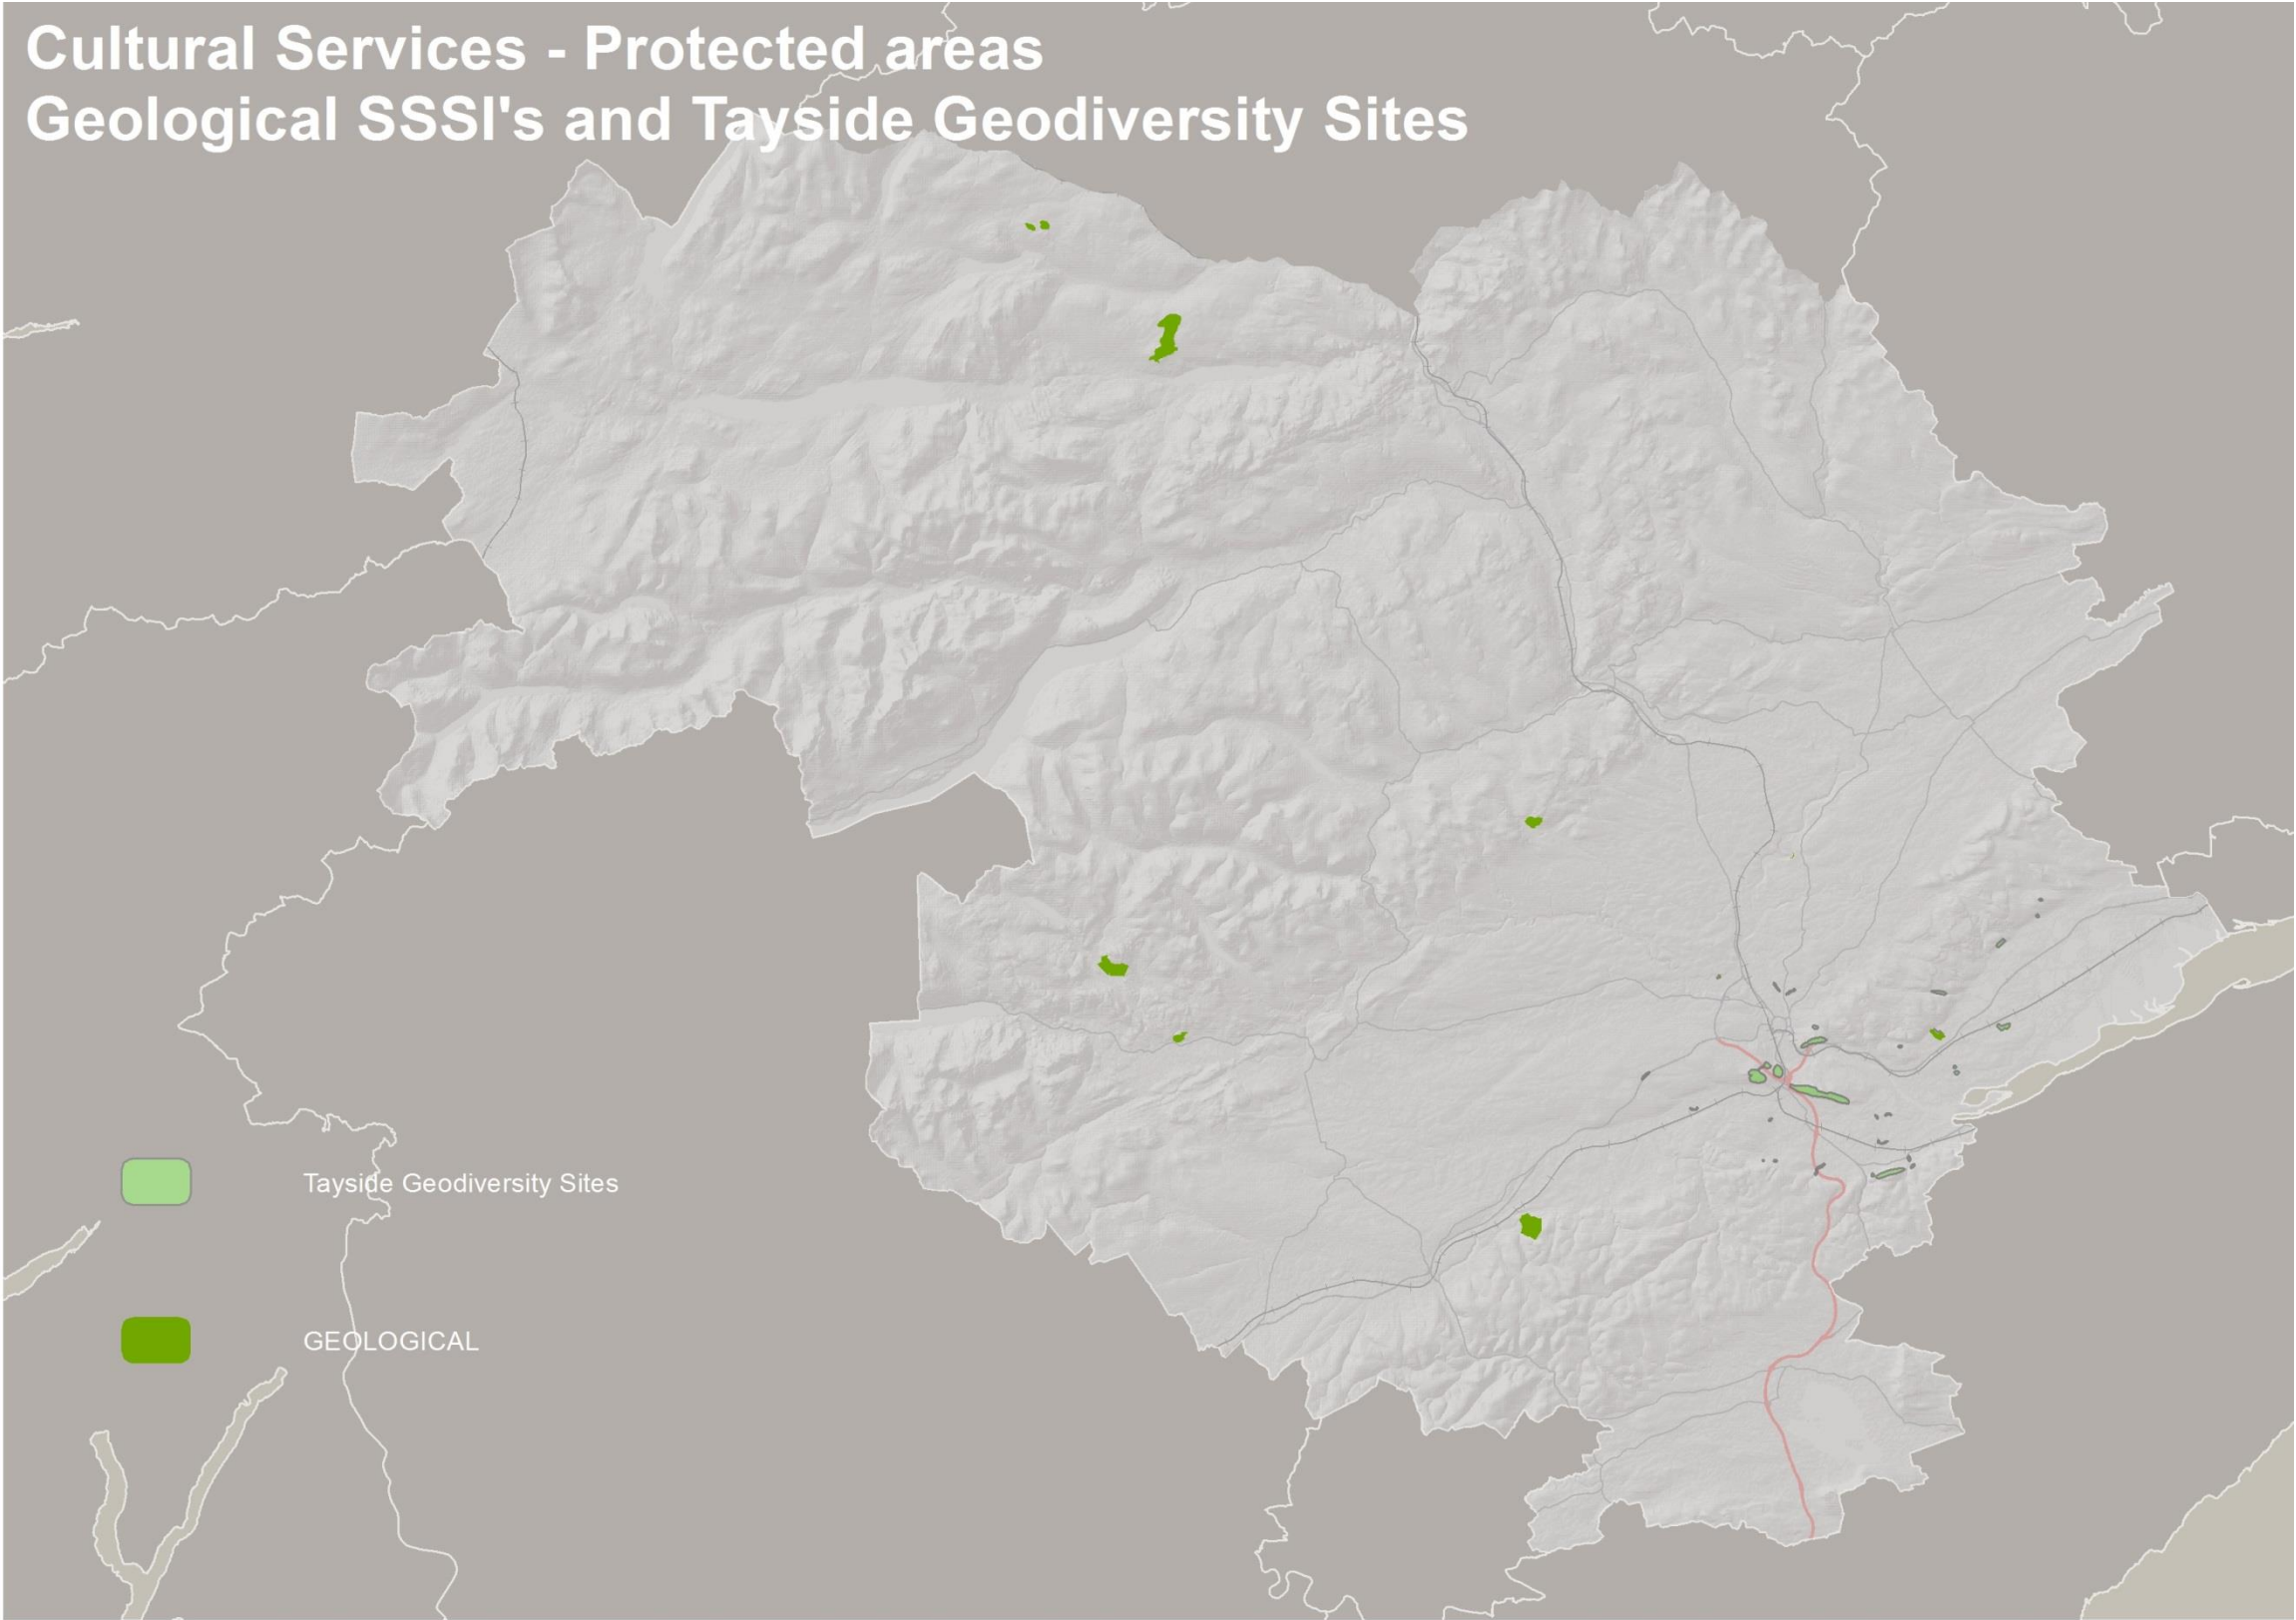 Cultural Services - Protected areas
Geological SSSI's and Tayside Geodiversity Sites
Tayside Geodiversity Sites
GEOLOGICAL